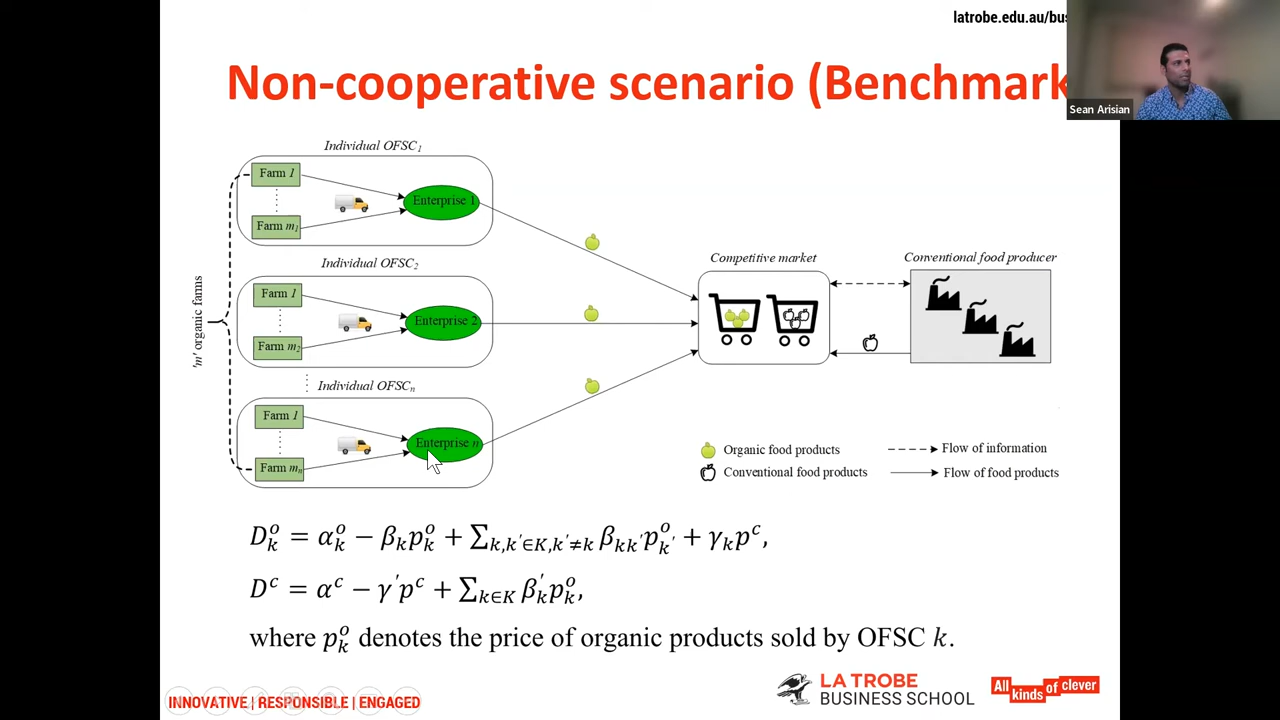 latrobe.edu.au/bus
Non-cooperative scenario (Benchmark
Sean Arisian
Individual OFSC₁
Farm 1
Enterprise 1
Farm m₁
Individual OFSC₂
Farm 1
Enterprise 2
Farm m₂
Individual OFSCₙ
Farm 1
Enterprise n
Farm mₙ
'm' organic farms
Competitive market
Conventional food producer
Organic food products
Flow of information
Conventional food products
Flow of food products
D_k^o = α_k^o − β_k p_k^o + ∑_{k,k′∈K,k′≠k} β_{kk′} p_{k′}^o + γ_k p^c,
D^c = α^c − γ′p^c + ∑_{k∈K} β′_k p_k^o,
where p_k^o denotes the price of organic products sold by OFSC k.
INNOVATIVE | RESPONSIBLE | ENGAGED
LA TROBE
BUSINESS SCHOOL
All
kinds
of clever